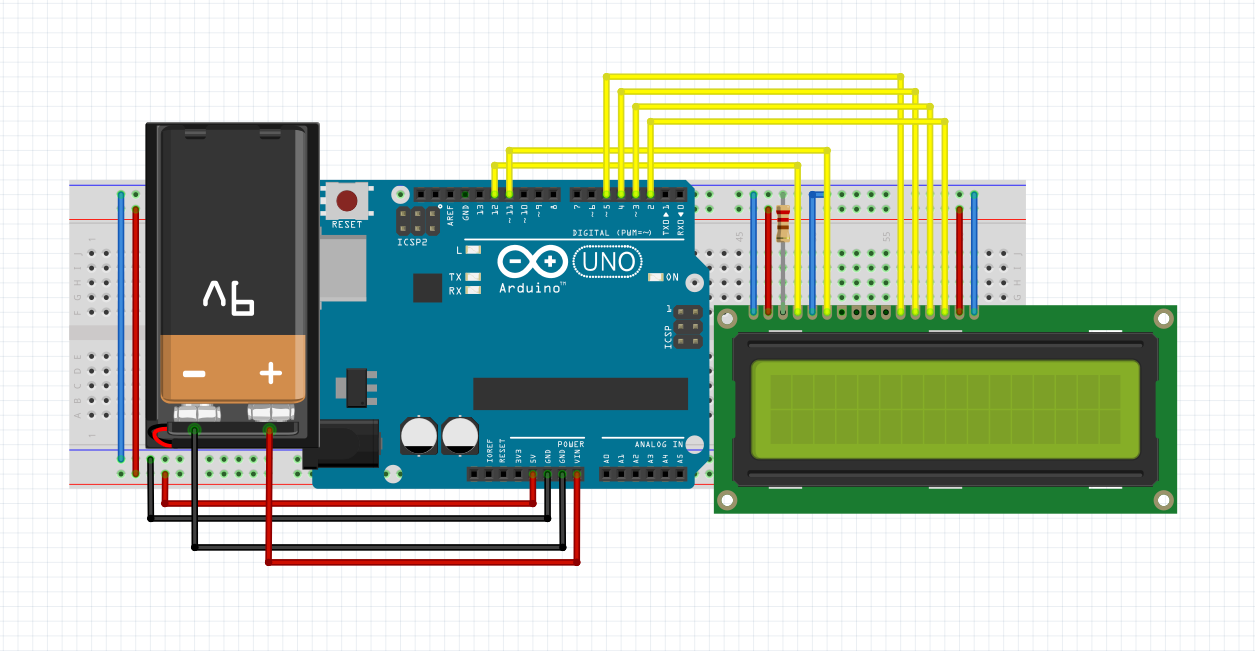 RESET
ICSP2
AREF
GND
13
12
~11
~10
~9
8
7
~6
~5
4
~3
2
TX▶1
RX◀0
DIGITAL (PWM=~)
L
TX
RX
UNO
Arduino™
ON
1
ICSP
9V
- +
POWER
ANALOG IN
IOREF
RESET
3V3
5V
GND
GND
VIN
A0
A1
A2
A3
A4
A5
1
J
I
H
G
F
E
D
C
B
A
1
45
55
J
I
H
G